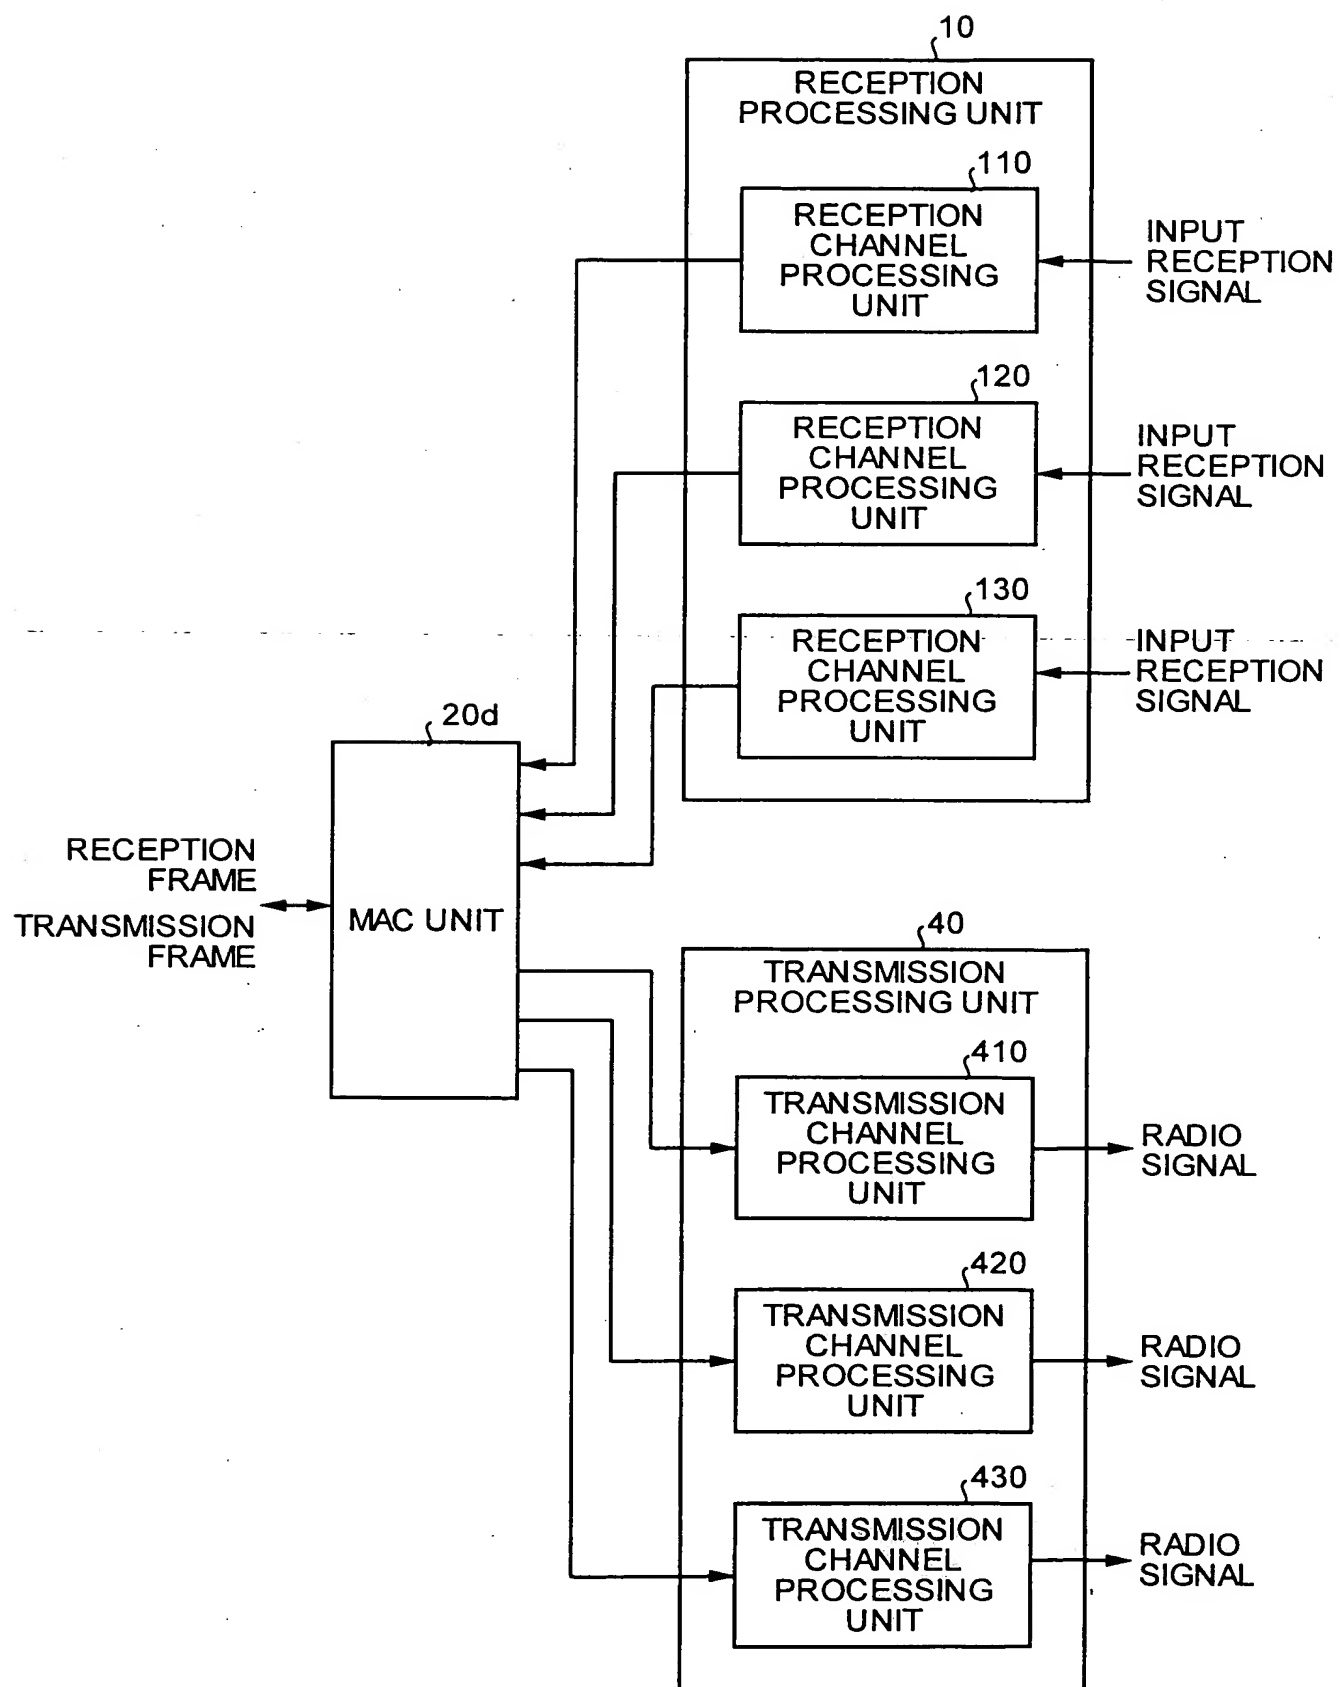 10
RECEPTION
PROCESSING UNIT
110
RECEPTION
CHANNEL
PROCESSING
UNIT
INPUT
RECEPTION
SIGNAL
120
RECEPTION
CHANNEL
PROCESSING
UNIT
INPUT
RECEPTION
SIGNAL
130
RECEPTION
CHANNEL
PROCESSING
UNIT
INPUT
RECEPTION
SIGNAL
20d
MAC UNIT
RECEPTION
FRAME
TRANSMISSION
FRAME
40
TRANSMISSION
PROCESSING UNIT
410
TRANSMISSION
CHANNEL
PROCESSING
UNIT
RADIO
SIGNAL
420
TRANSMISSION
CHANNEL
PROCESSING
UNIT
RADIO
SIGNAL
430
TRANSMISSION
CHANNEL
PROCESSING
UNIT
RADIO
SIGNAL